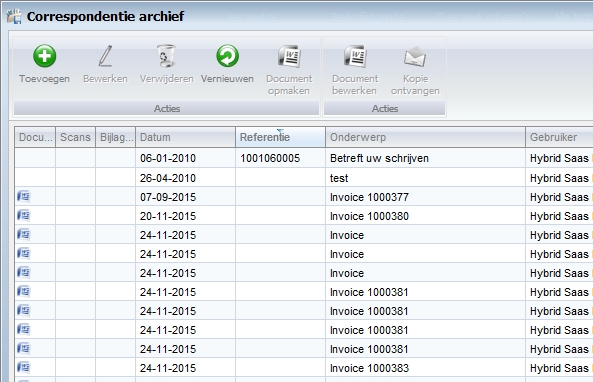 Correspondentie archief
Toevoegen Bewerken Verwijderen Vernieuwen Document opmaken Document bewerken Kopie ontvangen
Acties Acties
Docu... Scans Bijlag... Datum Referentie Onderwerp Gebruiker
06-01-2010 1001060005 Betreft uw schrijven Hybrid Saas
26-04-2010 test Hybrid Saas
07-09-2015 Invoice 1000377 Hybrid Saas
20-11-2015 Invoice 1000380 Hybrid Saas
24-11-2015 Invoice Hybrid Saas
24-11-2015 Invoice Hybrid Saas
24-11-2015 Invoice Hybrid Saas
24-11-2015 Invoice 1000381 Hybrid Saas
24-11-2015 Invoice 1000381 Hybrid Saas
24-11-2015 Invoice 1000381 Hybrid Saas
24-11-2015 Invoice 1000381 Hybrid Saas
24-11-2015 Invoice 1000383 Hybrid Saas